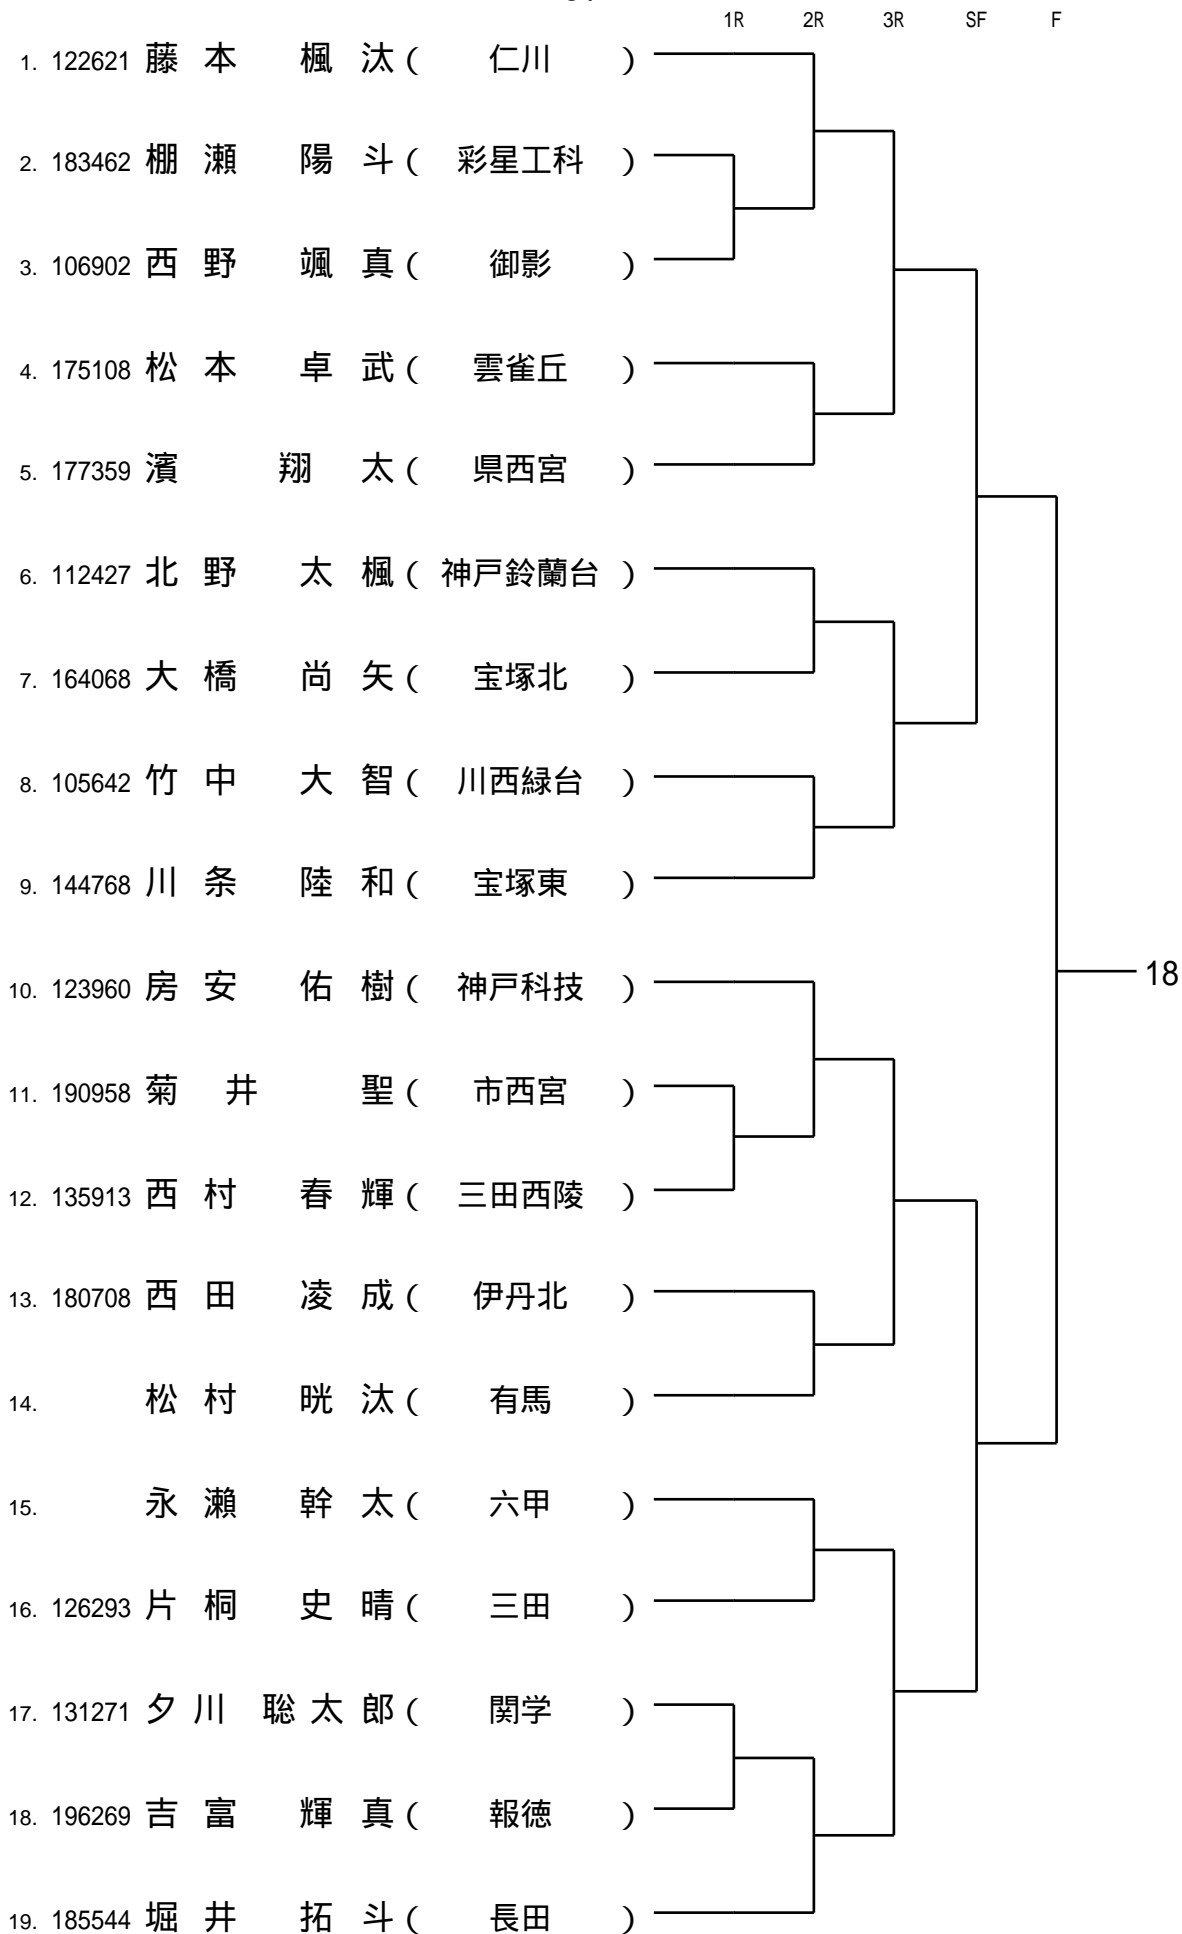 1R 2R 3R SF F
1. 122621 藤本 楓汰 ( 仁川 )
2. 183462 棚瀬 陽斗 ( 彩星工科 )
3. 106902 西野 颯真 ( 御影 )
4. 175108 松本 卓武 ( 雲雀丘 )
5. 177359 濱 翔太 ( 県西宮 )
6. 112427 北野 太楓 ( 神戸鈴蘭台 )
7. 164068 大橋 尚矢 ( 宝塚北 )
8. 105642 竹中 大智 ( 川西緑台 )
9. 144768 川条 陸和 ( 宝塚東 )
10. 123960 房安 佑樹 ( 神戸科技 )
18
11. 190958 菊井 聖 ( 市西宮 )
12. 135913 西村 春輝 ( 三田西陵 )
13. 180708 西田 凌成 ( 伊丹北 )
14. 松村 晄汰 ( 有馬 )
15. 永瀬 幹太 ( 六甲 )
16. 126293 片桐 史晴 ( 三田 )
17. 131271 夕川 聡太郎 ( 関学 )
18. 196269 吉富 輝真 ( 報徳 )
19. 185544 堀井 拓斗 ( 長田 )